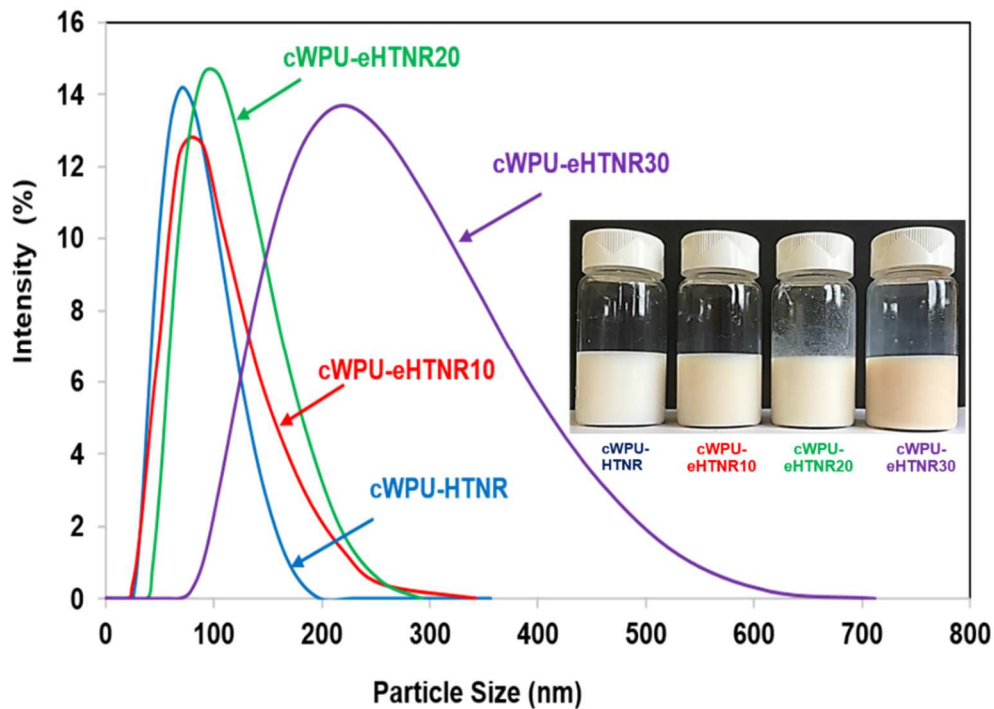 16
14
12
10
8
6
4
2
0
Intensity (%)
cWPU-eHTNR20
cWPU-eHTNR30
cWPU-eHTNR10
cWPU-HTNR
cWPU-
HTNR
cWPU-
eHTNR10
cWPU-
eHTNR20
cWPU-
eHTNR30
0 100 200 300 400 500 600 700 800
Particle Size (nm)